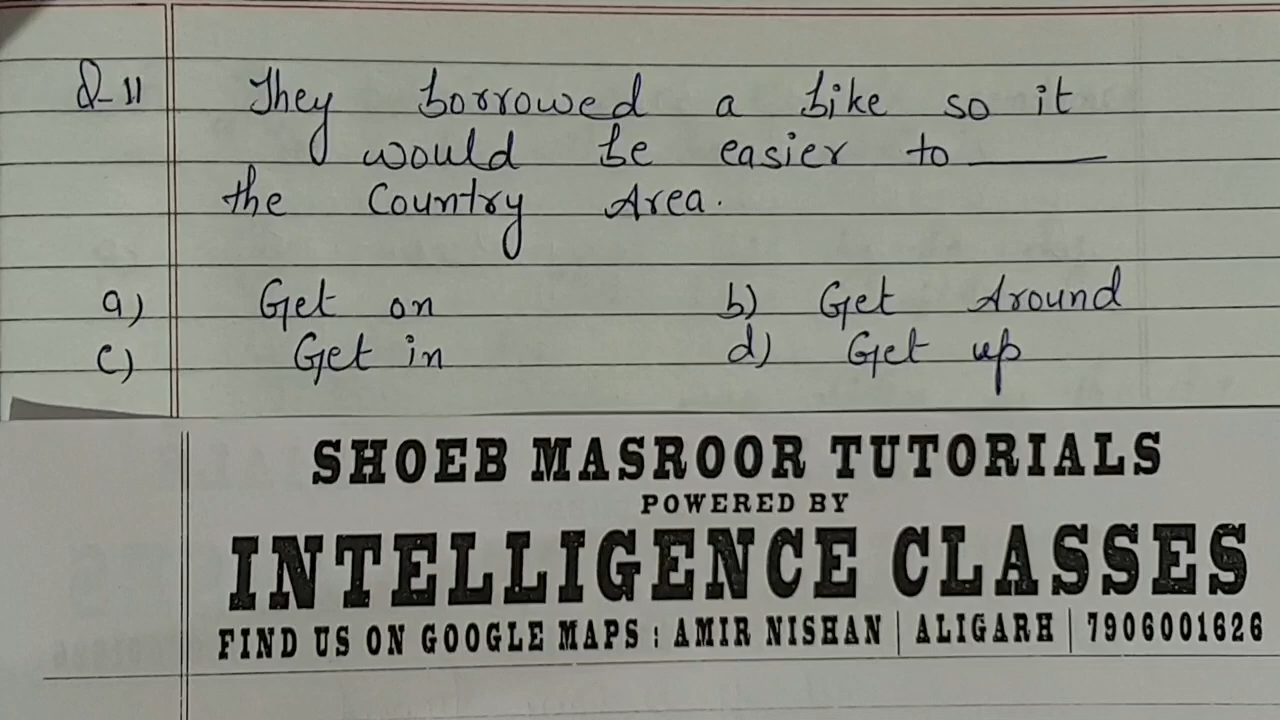 Q-11 They borrowed a bike so it
would be easier to ______
the Country Area.
a) Get on b) Get Around
c) Get in d) Get up
SHOEB MASROOR TUTORIALS
POWERED BY
INTELLIGENCE CLASSES
FIND US ON GOOGLE MAPS : AMIR NISHAN | ALIGARH | 7906001626